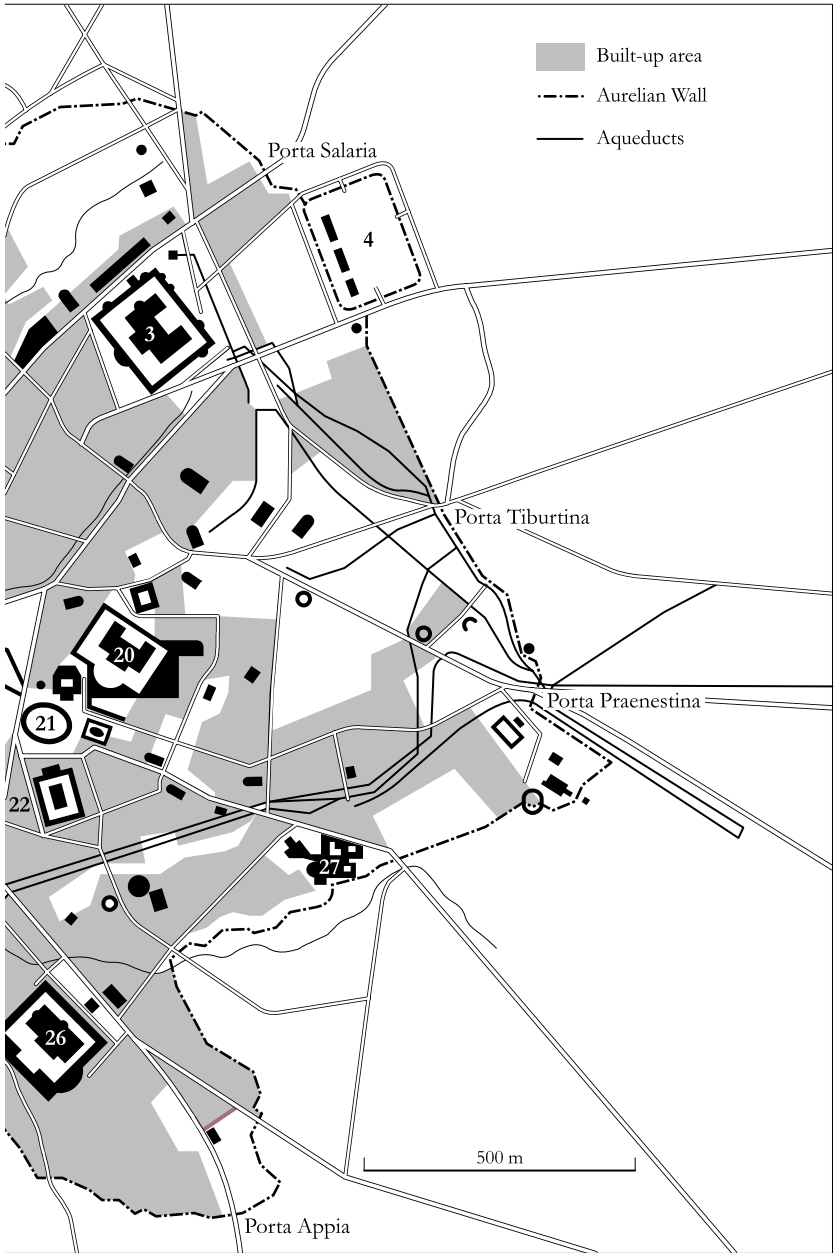 Built-up area
Aurelian Wall
Aqueducts
Porta Salaria
4
3
Porta Tiburtina
20
Porta Praenestina
21
22
27
26
500 m
Porta Appia